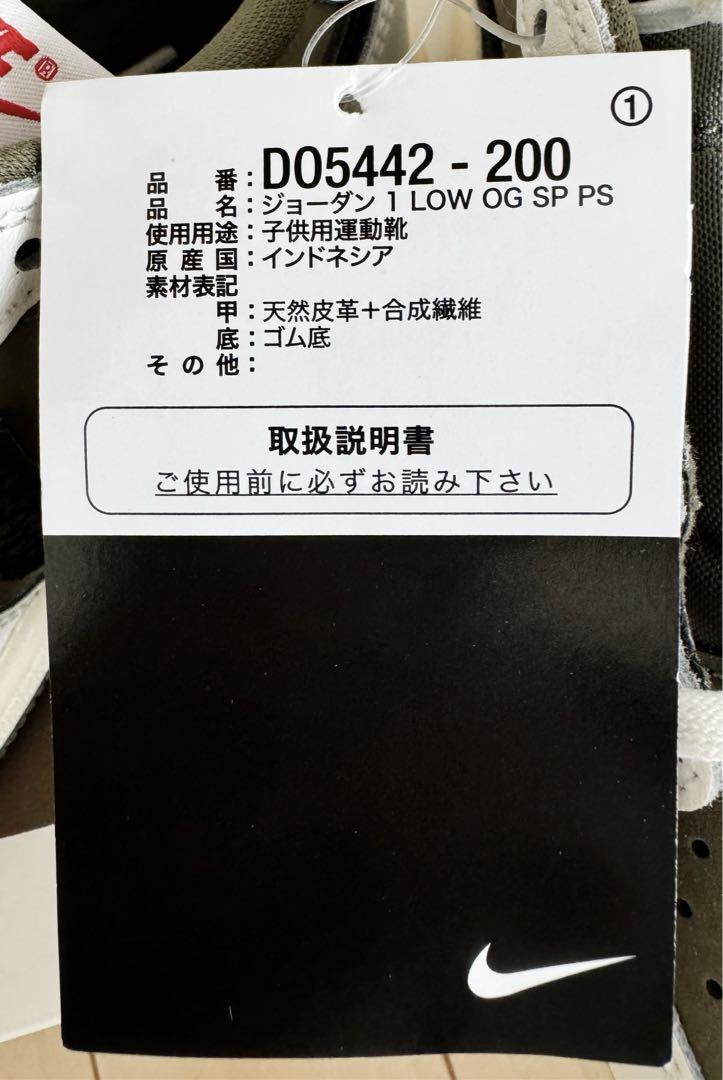 ①
品番：DO5442 - 200
品名：ジョーダン 1 LOW OG SP PS
使用用途：子供用運動靴
原産国：インドネシア
素材表記
甲：天然皮革＋合成繊維
底：ゴム底
その他：
取扱説明書
ご使用前に必ずお読み下さい